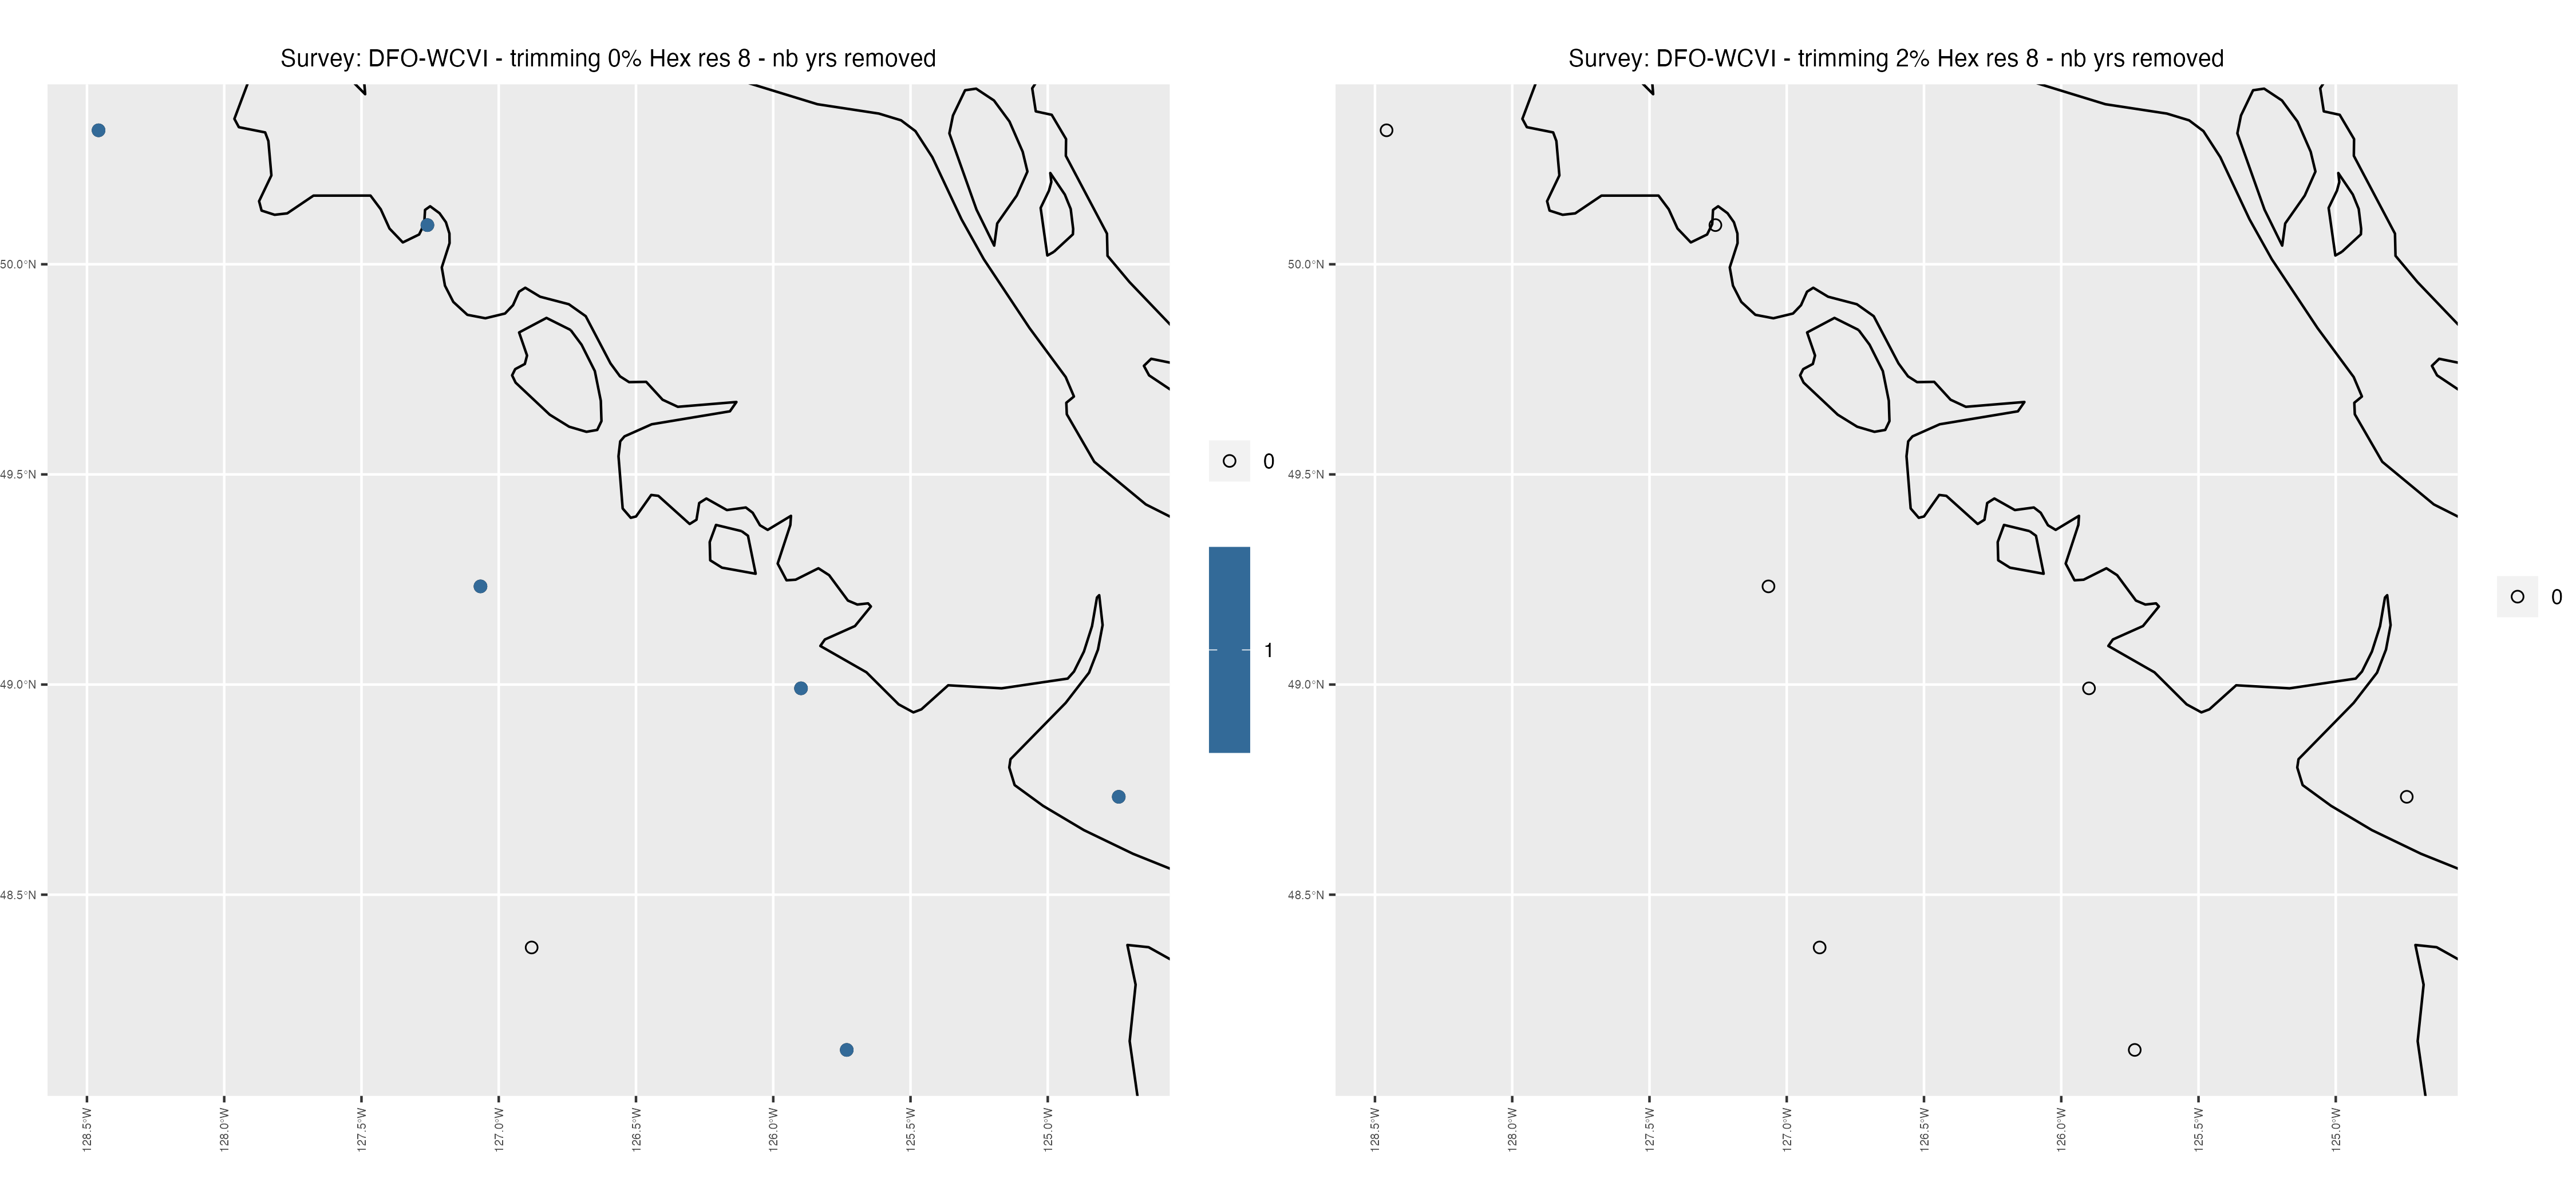 Survey: DFO-WCVI - trimming 0% Hex res 8 - nb yrs removed
50.0°N
49.5°N
49.0°N
48.5°N
128.5°W
128.0°W
127.5°W
127.0°W
126.5°W
126.0°W
125.5°W
125.0°W
0
1
Survey: DFO-WCVI - trimming 2% Hex res 8 - nb yrs removed
50.0°N
49.5°N
49.0°N
48.5°N
128.5°W
128.0°W
127.5°W
127.0°W
126.5°W
126.0°W
125.5°W
125.0°W
0